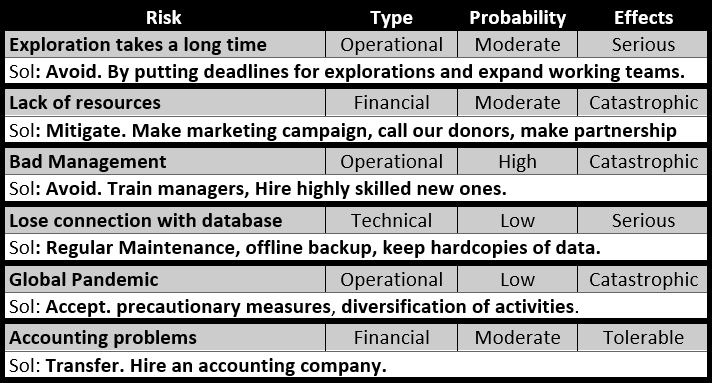 Risk Type Probability Effects
Exploration takes a long time Operational Moderate Serious
Sol: Avoid. By putting deadlines for explorations and expand working teams.
Lack of resources Financial Moderate Catastrophic
Sol: Mitigate. Make marketing campaign, call our donors, make partnership
Bad Management Operational High Catastrophic
Sol: Avoid. Train managers, Hire highly skilled new ones.
Lose connection with database Technical Low Serious
Sol: Regular Maintenance, offline backup, keep hardcopies of data.
Global Pandemic Operational Low Catastrophic
Sol: Accept. precautionary measures, diversification of activities.
Accounting problems Financial Moderate Tolerable
Sol: Transfer. Hire an accounting company.